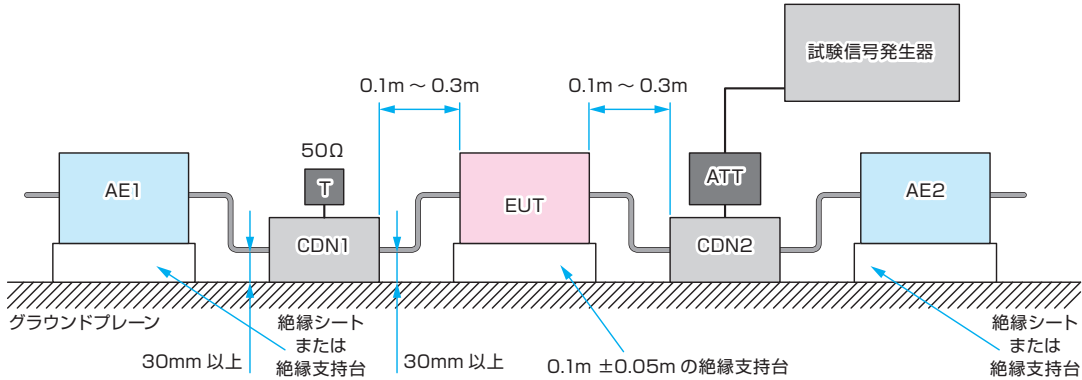 試験信号発生器
0.1m ～ 0.3m
0.1m ～ 0.3m
50Ω
T
ATT
AE1
EUT
AE2
CDN1
CDN2
グラウンドプレーン
絶縁シート
または
絶縁支持台
30mm 以上
30mm 以上
0.1m ±0.05m の絶縁支持台
絶縁シート
または
絶縁支持台